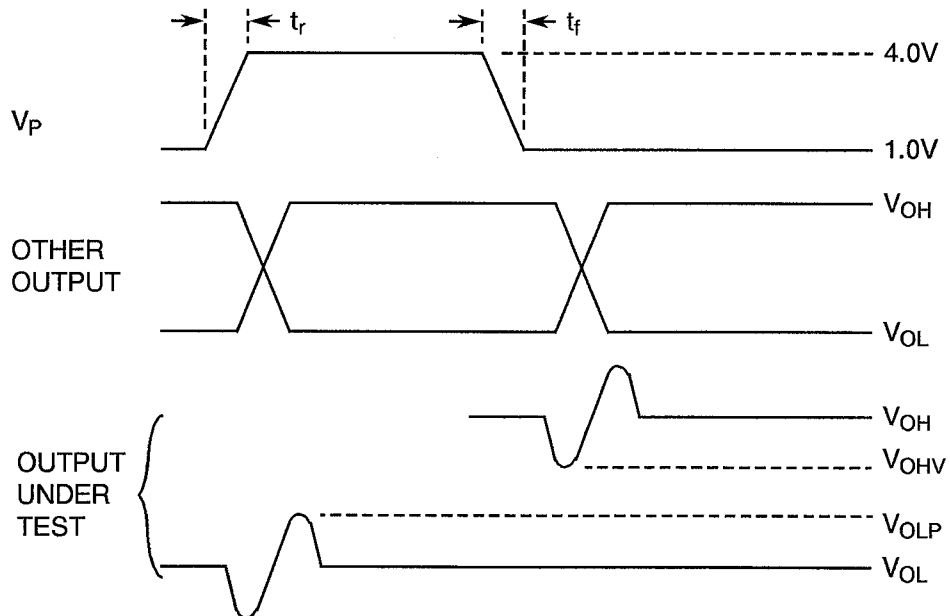 t_r
t_f
4.0V
V_P
1.0V
V_OH
OTHER
OUTPUT
V_OL
V_OH
OUTPUT
UNDER
TEST
V_OHV
V_OLP
V_OL